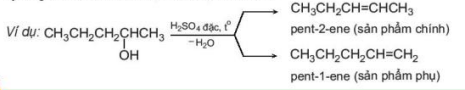 CH₃CH₂CH=CHCH₃
pent-2-ene (sản phẩm chính)
Ví dụ: CH₃CH₂CH₂CHCH₃ H₂SO₄ đặc, t°
OH
−H₂O
CH₃CH₂CH₂CH=CH₂
pent-1-ene (sản phẩm phụ)